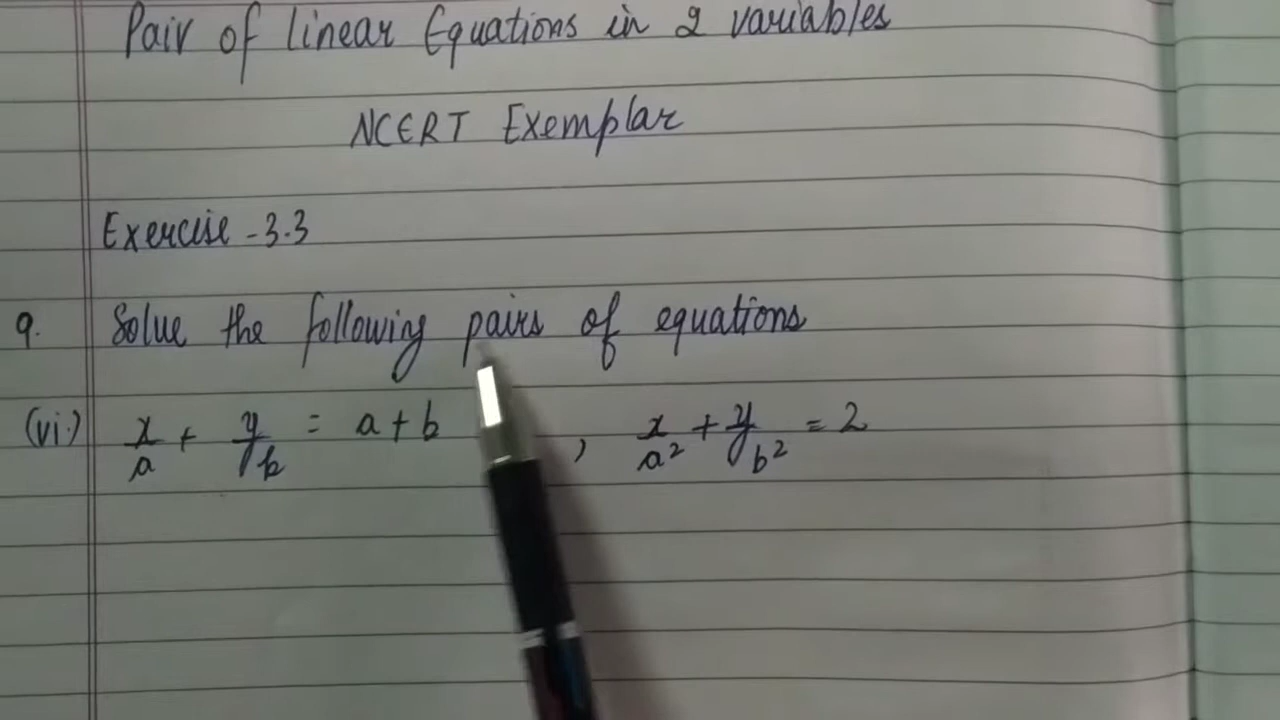 Pair of linear Equations in 2 variables
NCERT Exemplar
Exercise - 3.3
9. Solve the following pairs of equations
(vi) x/a + y/b = a + b , x/a² + y/b² = 2